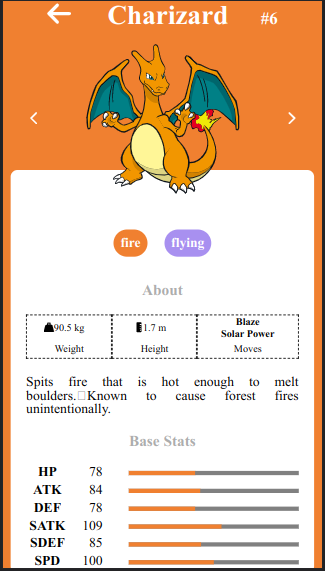 Charizard #6
fire flying
About
90.5 kg 1.7 m Blaze
Solar Power
Weight Height Moves
Spits fire that is hot enough to melt
boulders.□Known to cause forest fires
unintentionally.
Base Stats
HP 78
ATK 84
DEF 78
SATK 109
SDEF 85
SPD 100